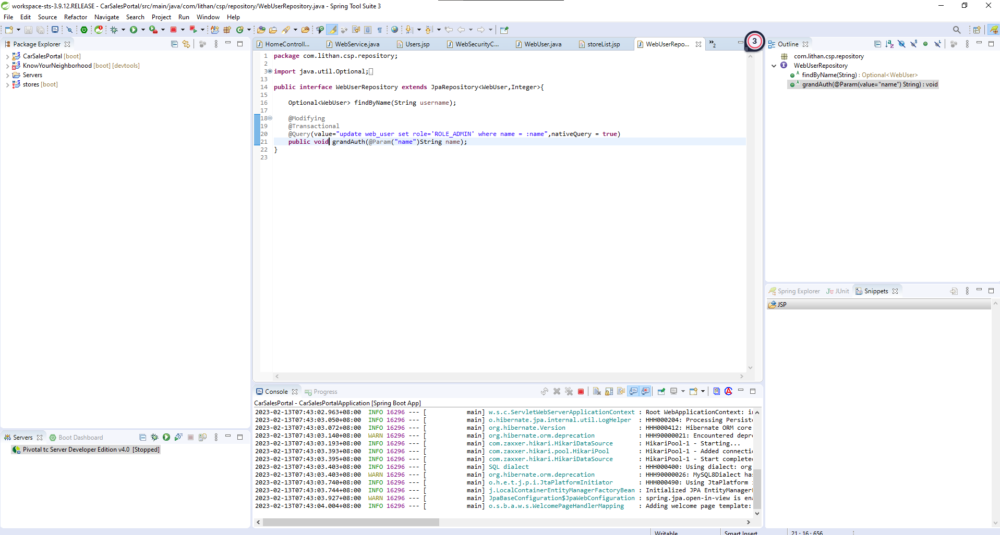 workspace-sts-3.9.12.RELEASE - CarSalesPortal/src/main/java/com/lithan/csp/repository/WebUserRepository.java - Spring Tool Suite 3
File Edit Source Refactor Navigate Search Project Run Window Help
Package Explorer
CarSalesPortal [boot]
KnowYourNeighborhood [boot] [devtools]
Servers
stores [boot]
HomeControll... WebService.java Users.jsp WebSecurityC... WebUser.java storeList.jsp WebUserRepo... »2
3
1 package com.lithan.csp.repository;
2
3 import java.util.Optional;
13
14 public interface WebUserRepository extends JpaRepository<WebUser,Integer>{
15
16 Optional<WebUser> findByName(String username);
17
18 @Modifying
19 @Transactional
20 @Query(value="update web_user set role='ROLE_ADMIN' where name = :name",nativeQuery = true)
21 public void grandAuth(@Param("name")String name);
22 }
23
Outline
com.lithan.csp.repository
WebUserRepository
findByName(String) : Optional<WebUser>
grandAuth(@Param(value="name") String) : void
Spring Explorer JUnit Snippets
JSP
Servers Boot Dashboard
Pivotal tc Server Developer Edition v4.0 [Stopped]
Console Progress
CarSalesPortal - CarSalesPortalApplication [Spring Boot App]
2023-02-13T07:43:02.963+08:00 INFO 16296 --- [ main] w.s.c.ServletWebServerApplicationContext : Root WebApplicationContext: in
2023-02-13T07:43:03.050+08:00 INFO 16296 --- [ main] o.hibernate.jpa.internal.util.LogHelper : HHH000204: Processing Persiste
2023-02-13T07:43:03.072+08:00 INFO 16296 --- [ main] org.hibernate.Version : HHH000412: Hibernate ORM core
2023-02-13T07:43:03.140+08:00 WARN 16296 --- [ main] org.hibernate.orm.deprecation : HHH90000021: Encountered depr
2023-02-13T07:43:03.193+08:00 INFO 16296 --- [ main] com.zaxxer.hikari.HikariDataSource : HikariPool-1 - Starting...
2023-02-13T07:43:03.393+08:00 INFO 16296 --- [ main] com.zaxxer.hikari.pool.HikariPool : HikariPool-1 - Added connectio
2023-02-13T07:43:03.395+08:00 INFO 16296 --- [ main] com.zaxxer.hikari.HikariDataSource : HikariPool-1 - Start completed
2023-02-13T07:43:03.403+08:00 INFO 16296 --- [ main] SQL dialect : HHH000400: Using dialect: org
2023-02-13T07:43:03.403+08:00 WARN 16296 --- [ main] org.hibernate.orm.deprecation : HHH90000026: MySQL8Dialect has
2023-02-13T07:43:03.740+08:00 INFO 16296 --- [ main] o.h.e.t.j.p.i.JtaPlatformInitiator : HHH000490: Using JtaPlatform
2023-02-13T07:43:03.744+08:00 INFO 16296 --- [ main] j.LocalContainerEntityManagerFactoryBean : Initialized JPA EntityManager
2023-02-13T07:43:03.927+08:00 WARN 16296 --- [ main] JpaBaseConfiguration$JpaWebConfiguration : spring.jpa.open-in-view is ena
2023-02-13T07:43:04.004+08:00 INFO 16296 --- [ main] o.s.b.a.w.s.WelcomePageHandlerMapping : Adding welcome page template:
Writable Smart Insert 21 : 16 : 656